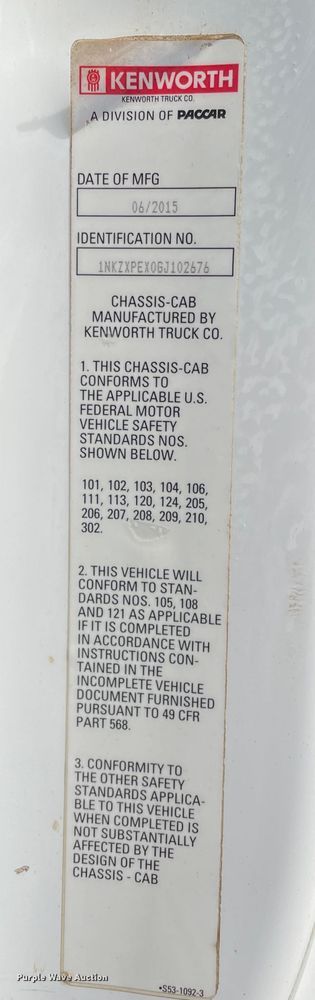 KENWORTH
KENWORTH TRUCK CO.
A DIVISION OF PACCAR
DATE OF MFG
06/2015
IDENTIFICATION NO.
1NKZXPEX0GJ102676
CHASSIS-CAB
MANUFACTURED BY
KENWORTH TRUCK CO.
1. THIS CHASSIS-CAB
CONFORMS TO
THE APPLICABLE U.S.
FEDERAL MOTOR
VEHICLE SAFETY
STANDARDS NOS.
SHOWN BELOW.
101, 102, 103, 104, 106,
111, 113, 120, 124, 205,
206, 207, 208, 209, 210,
302.
2. THIS VEHICLE WILL
CONFORM TO STAN-
DARDS NOS. 105, 108
AND 121 AS APPLICABLE
IF IT IS COMPLETED
IN ACCORDANCE WITH
INSTRUCTIONS CON-
TAINED IN THE
INCOMPLETE VEHICLE
DOCUMENT FURNISHED
PURSUANT TO 49 CFR
PART 568.
3. CONFORMITY TO
THE OTHER SAFETY
STANDARDS APPLICA-
BLE TO THIS VEHICLE
WHEN COMPLETED IS
NOT SUBSTANTIALLY
AFFECTED BY THE
DESIGN OF THE
CHASSIS - CAB
•S53-1092-3
Purple Wave Auction